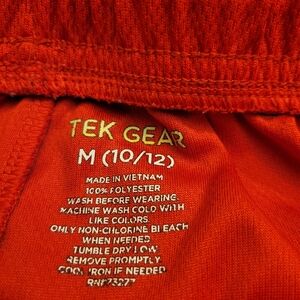 TEK GEAR
M (10/12)
MADE IN VIETNAM
100% POLYESTER
WASH BEFORE WEARING.
MACHINE WASH COLD WITH
LIKE COLORS.
ONLY NON-CHLORINE BLEACH
WHEN NEEDED
TUMBLE DRY LOW
REMOVE PROMPTLY
COOL IRON IF NEEDED